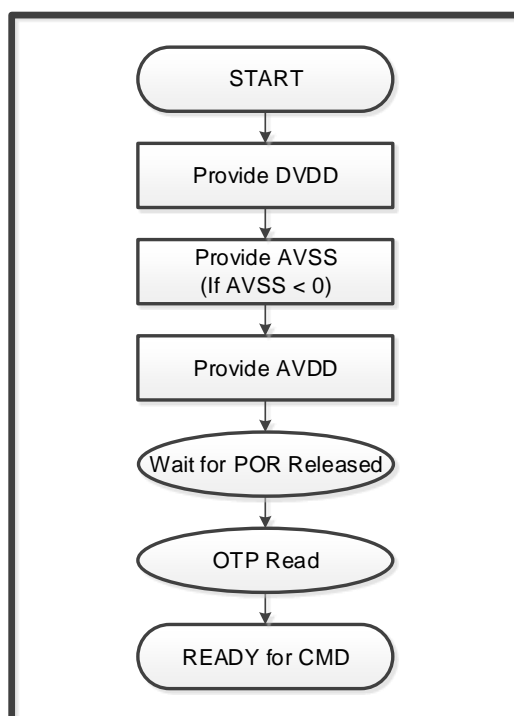 START
Provide DVDD
Provide AVSS
(If AVSS < 0)
Provide AVDD
Wait for POR Released
OTP Read
READY for CMD